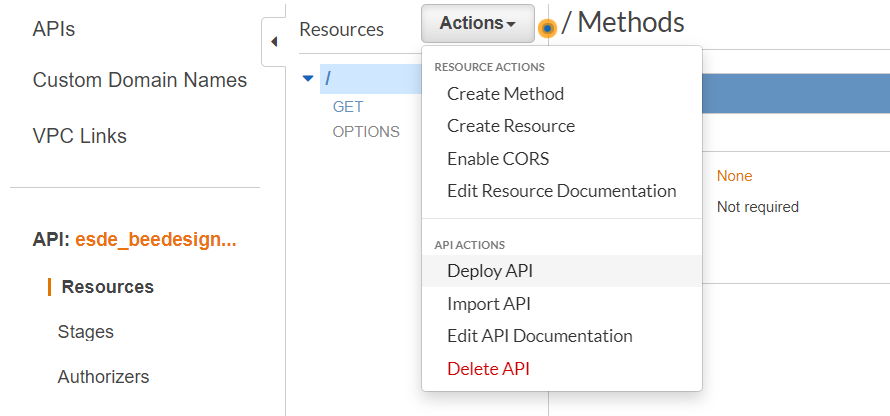 APIs
Custom Domain Names
VPC Links
API: esde_beedesign...
Resources
Stages
Authorizers
Resources
Actions
/ Methods
/
GET
OPTIONS
RESOURCE ACTIONS
Create Method
Create Resource
Enable CORS
Edit Resource Documentation
API ACTIONS
Deploy API
Import API
Edit API Documentation
Delete API
None
Not required